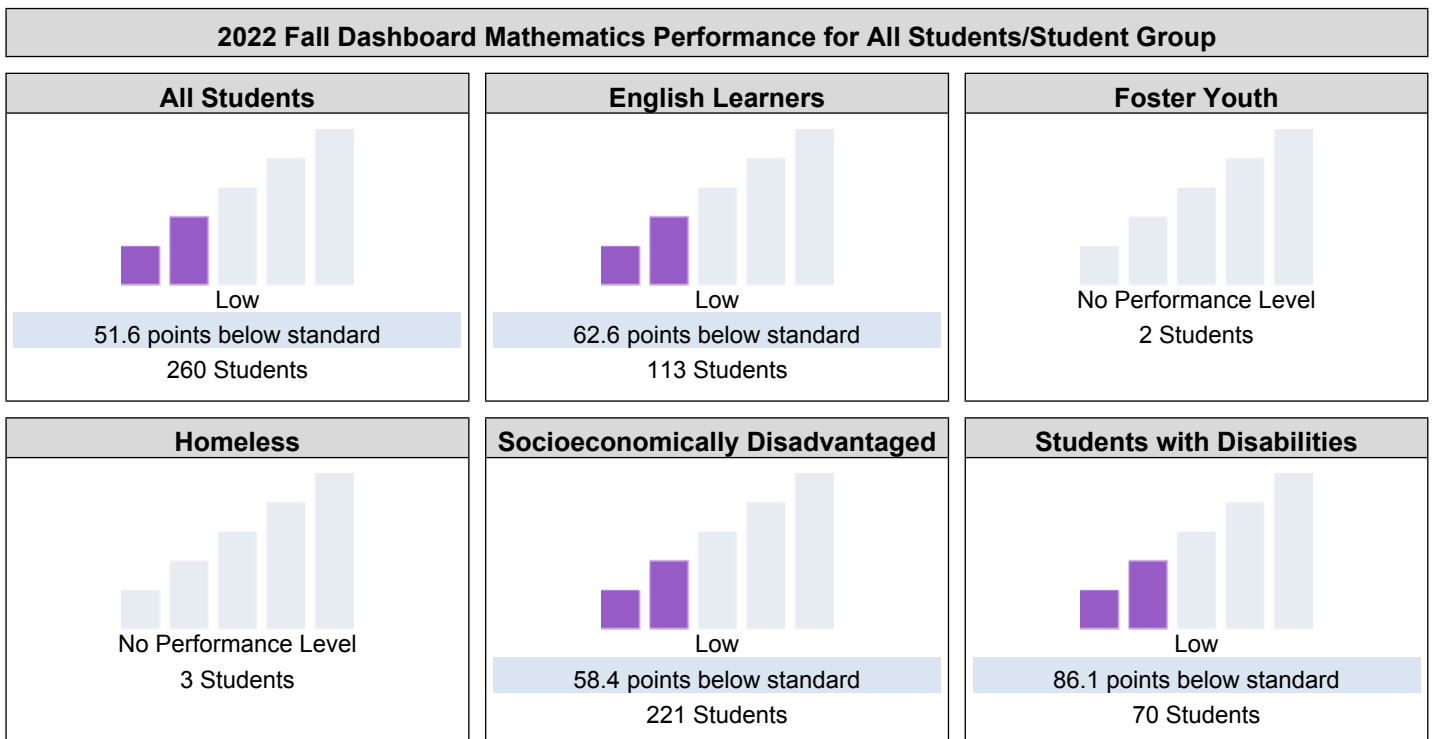 2022 Fall Dashboard Mathematics Performance for All Students/Student Group
All Students
Low
51.6 points below standard
260 Students
English Learners
Low
62.6 points below standard
113 Students
Foster Youth
No Performance Level
2 Students
Homeless
No Performance Level
3 Students
Socioeconomically Disadvantaged
Low
58.4 points below standard
221 Students
Students with Disabilities
Low
86.1 points below standard
70 Students